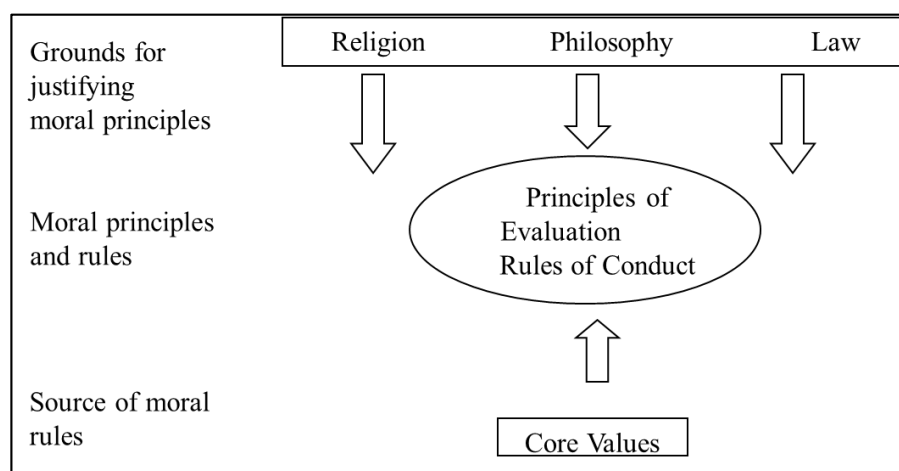 Grounds for
justifying
moral principles
Religion Philosophy Law
Moral principles
and rules
Principles of
Evaluation
Rules of Conduct
Source of moral
rules
Core Values